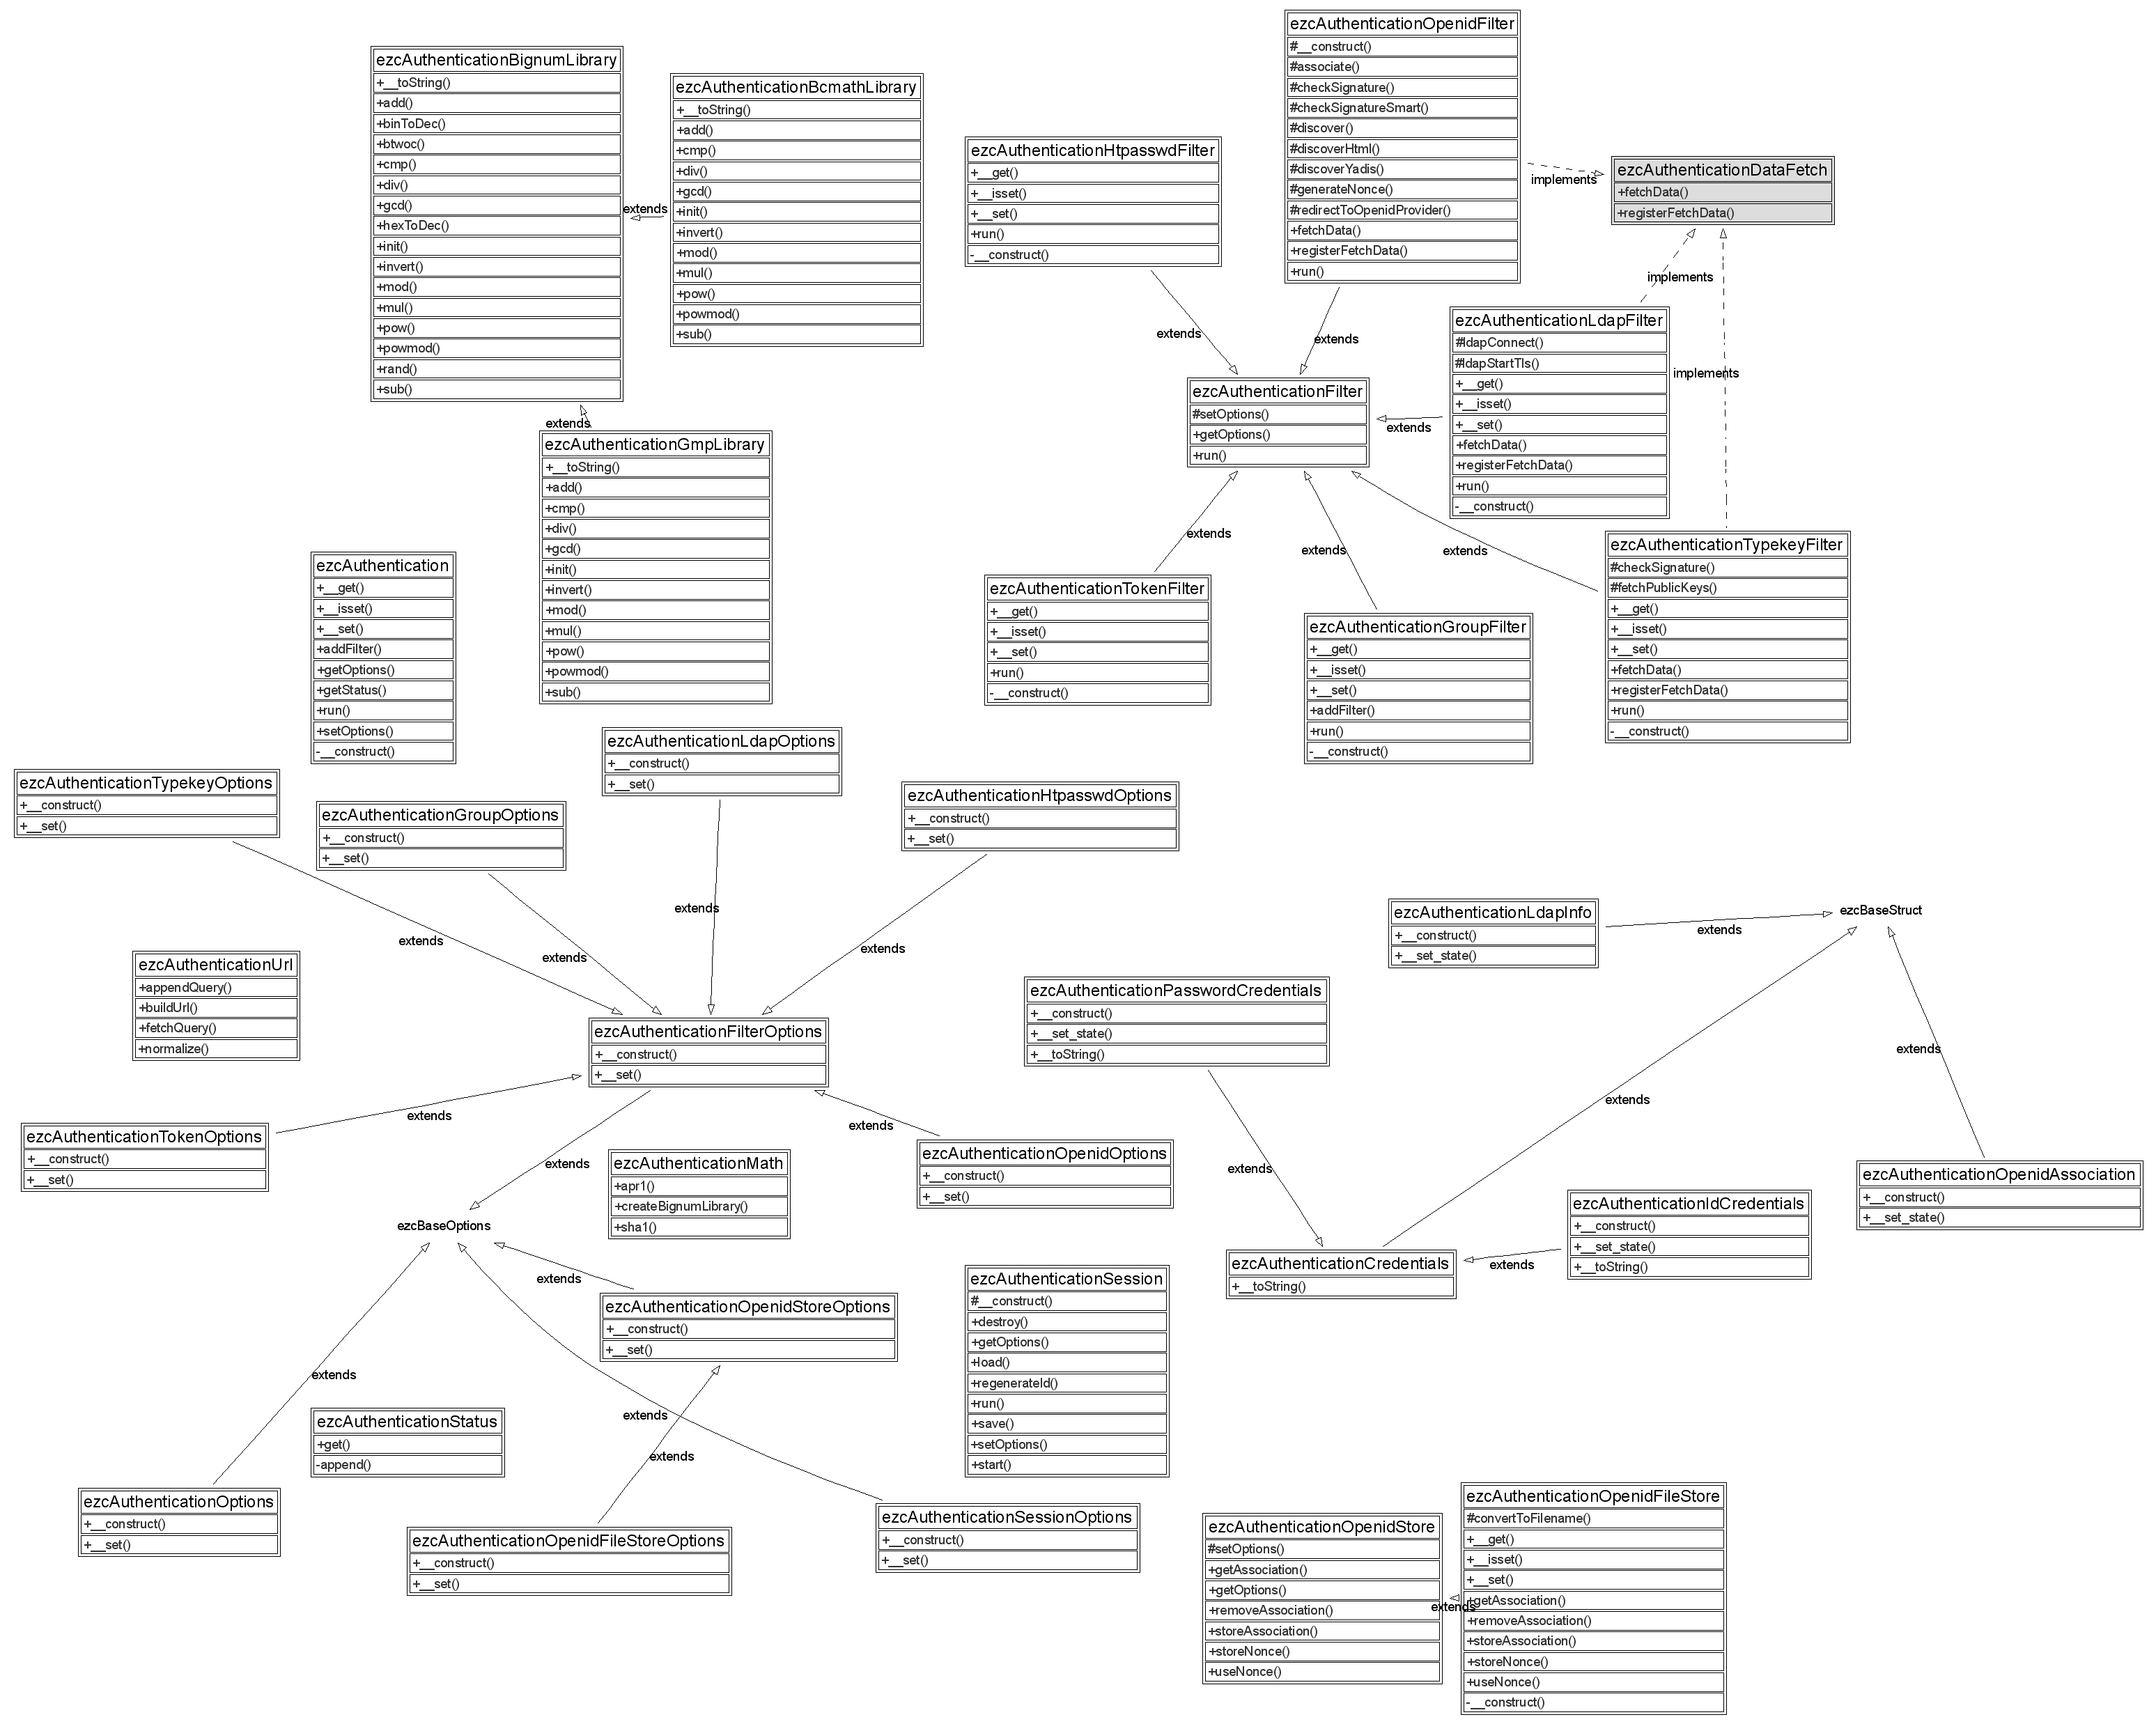 ezcAuthenticationBignumLibrary
+__toString()
+add()
+binToDec()
+btwoc()
+cmp()
+div()
+gcd()
+hexToDec()
+init()
+invert()
+mod()
+mul()
+pow()
+powmod()
+rand()
+sub()
extends
ezcAuthenticationBcmathLibrary
+__toString()
+add()
+cmp()
+div()
+gcd()
+init()
+invert()
+mod()
+mul()
+pow()
+powmod()
+sub()
extends
ezcAuthenticationGmpLibrary
+__toString()
+add()
+cmp()
+div()
+gcd()
+init()
+invert()
+mod()
+mul()
+pow()
+powmod()
+sub()
ezcAuthenticationHtpasswdFilter
+__get()
+__isset()
+__set()
+run()
-__construct()
extends
ezcAuthenticationOpenidFilter
#__construct()
#associate()
#checkSignature()
#checkSignatureSmart()
#discover()
#discoverHtml()
#discoverYadis()
#generateNonce()
#redirectToOpenidProvider()
+fetchData()
+registerFetchData()
+run()
implements
extends
ezcAuthenticationDataFetch
+fetchData()
+registerFetchData()
implements
implements
ezcAuthenticationLdapFilter
#ldapConnect()
#ldapStartTls()
+__get()
+__isset()
+__set()
+fetchData()
+registerFetchData()
+run()
-__construct()
extends
ezcAuthenticationFilter
#setOptions()
+getOptions()
+run()
extends
extends
extends
ezcAuthenticationTokenFilter
+__get()
+__isset()
+__set()
+run()
-__construct()
ezcAuthenticationGroupFilter
+__get()
+__isset()
+__set()
+addFilter()
+run()
-__construct()
ezcAuthenticationTypekeyFilter
#checkSignature()
#fetchPublicKeys()
+__get()
+__isset()
+__set()
+fetchData()
+registerFetchData()
+run()
-__construct()
ezcAuthentication
+__get()
+__isset()
+__set()
+addFilter()
+getOptions()
+getStatus()
+run()
+setOptions()
-__construct()
ezcAuthenticationTypekeyOptions
+__construct()
+__set()
extends
ezcAuthenticationGroupOptions
+__construct()
+__set()
extends
ezcAuthenticationLdapOptions
+__construct()
+__set()
extends
ezcAuthenticationHtpasswdOptions
+__construct()
+__set()
extends
ezcAuthenticationUrl
+appendQuery()
+buildUrl()
+fetchQuery()
+normalize()
ezcAuthenticationFilterOptions
+__construct()
+__set()
extends
extends
extends
ezcAuthenticationTokenOptions
+__construct()
+__set()
ezcAuthenticationMath
+apr1()
+createBignumLibrary()
+sha1()
ezcAuthenticationOpenidOptions
+__construct()
+__set()
ezcBaseOptions
extends
extends
extends
ezcAuthenticationOpenidStoreOptions
+__construct()
+__set()
extends
ezcAuthenticationStatus
+get()
-append()
ezcAuthenticationOptions
+__construct()
+__set()
ezcAuthenticationOpenidFileStoreOptions
+__construct()
+__set()
ezcAuthenticationSessionOptions
+__construct()
+__set()
ezcAuthenticationSession
#__construct()
+destroy()
+getOptions()
+load()
+regenerateId()
+run()
+save()
+setOptions()
+start()
ezcAuthenticationLdapInfo
+__construct()
+__set_state()
extends
ezcBaseStruct
ezcAuthenticationPasswordCredentials
+__construct()
+__set_state()
+__toString()
extends
extends
extends
ezcAuthenticationOpenidAssociation
+__construct()
+__set_state()
ezcAuthenticationIdCredentials
+__construct()
+__set_state()
+__toString()
extends
ezcAuthenticationCredentials
+__toString()
ezcAuthenticationOpenidStore
#setOptions()
+getAssociation()
+getOptions()
+removeAssociation()
+storeAssociation()
+storeNonce()
+useNonce()
extends
ezcAuthenticationOpenidFileStore
#convertToFilename()
+__get()
+__isset()
+__set()
+getAssociation()
+removeAssociation()
+storeAssociation()
+storeNonce()
+useNonce()
-__construct()